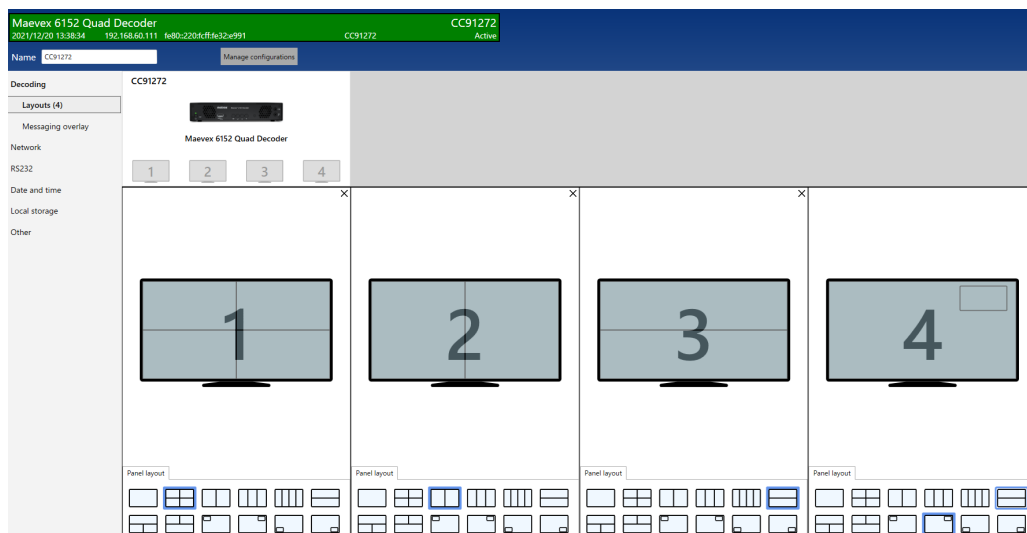 Maevex 6152 Quad Decoder CC91272
2021/12/20 13:38:34 192.168.60.111 fe80::220:fcff:fe32:e991 CC91272 Active
Name CC91272 Manage configurations
Decoding
Layouts (4)
Messaging overlay
Network
RS232
Date and time
Local storage
Other
CC91272
Maevex 6152 Quad Decoder
1 2 3 4
1 2 3 4
Panel layout Panel layout Panel layout Panel layout